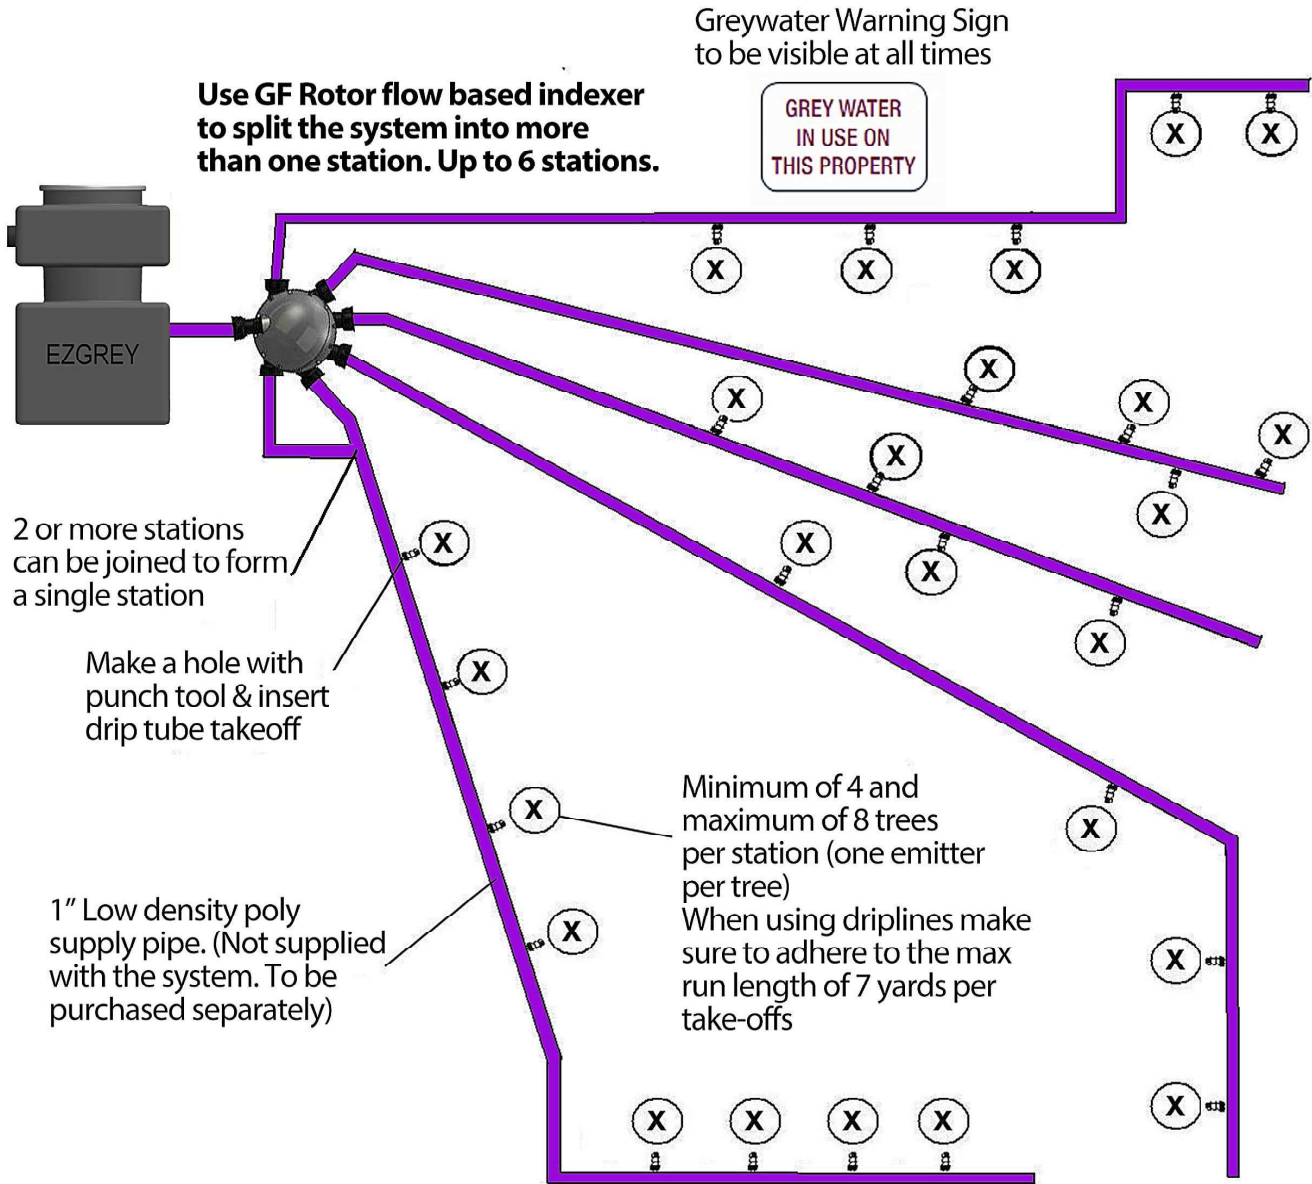 Greywater Warning Sign
to be visible at all times
Use GF Rotor flow based indexer
to split the system into more
than one station. Up to 6 stations.
GREY WATER
IN USE ON
THIS PROPERTY
X X
X X X
EZGREY
X
X
X
X
X
X
X
X
X
2 or more stations
can be joined to form
a single station
X
X
Make a hole with
punch tool & insert
drip tube takeoff
X
Minimum of 4 and
maximum of 8 trees
per station (one emitter
per tree)
When using driplines make
sure to adhere to the max
run length of 7 yards per
take-offs
X
X
1” Low density poly
supply pipe. (Not supplied
with the system. To be
purchased separately)
X
X
X
X X X X